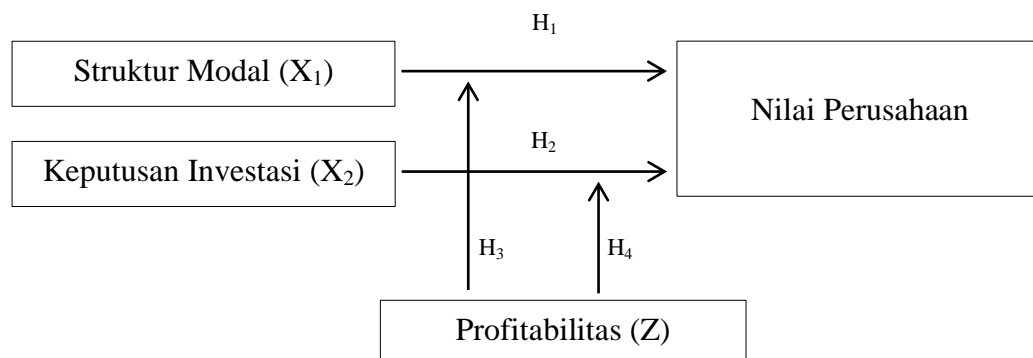 H₁
Struktur Modal (X₁)
Nilai Perusahaan
H₂
Keputusan Investasi (X₂)
H₃
H₄
Profitabilitas (Z)